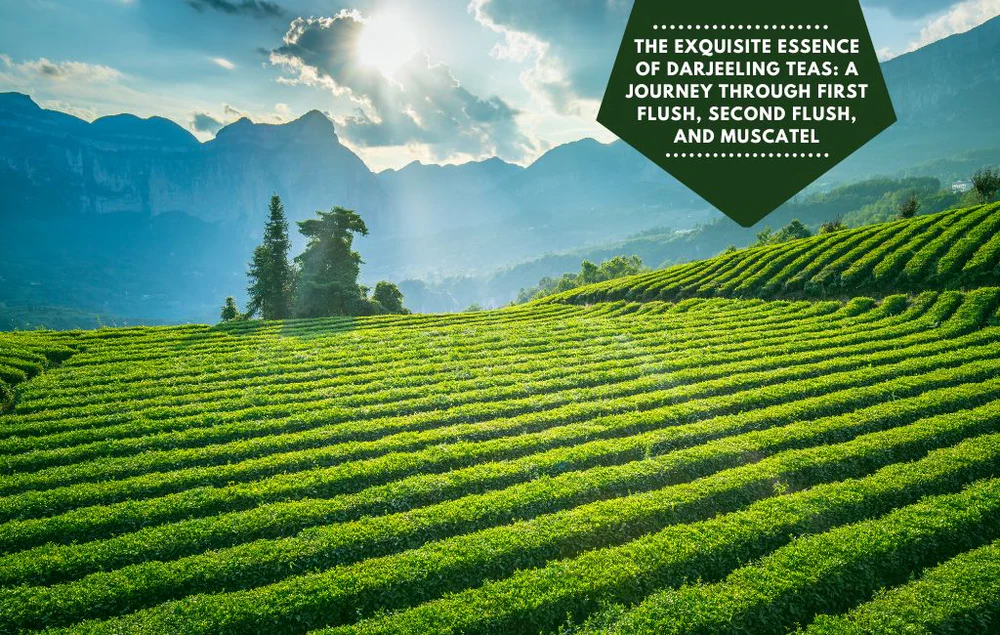 THE EXQUISITE ESSENCE
OF DARJEELING TEAS: A
JOURNEY THROUGH FIRST
FLUSH, SECOND FLUSH,
AND MUSCATEL